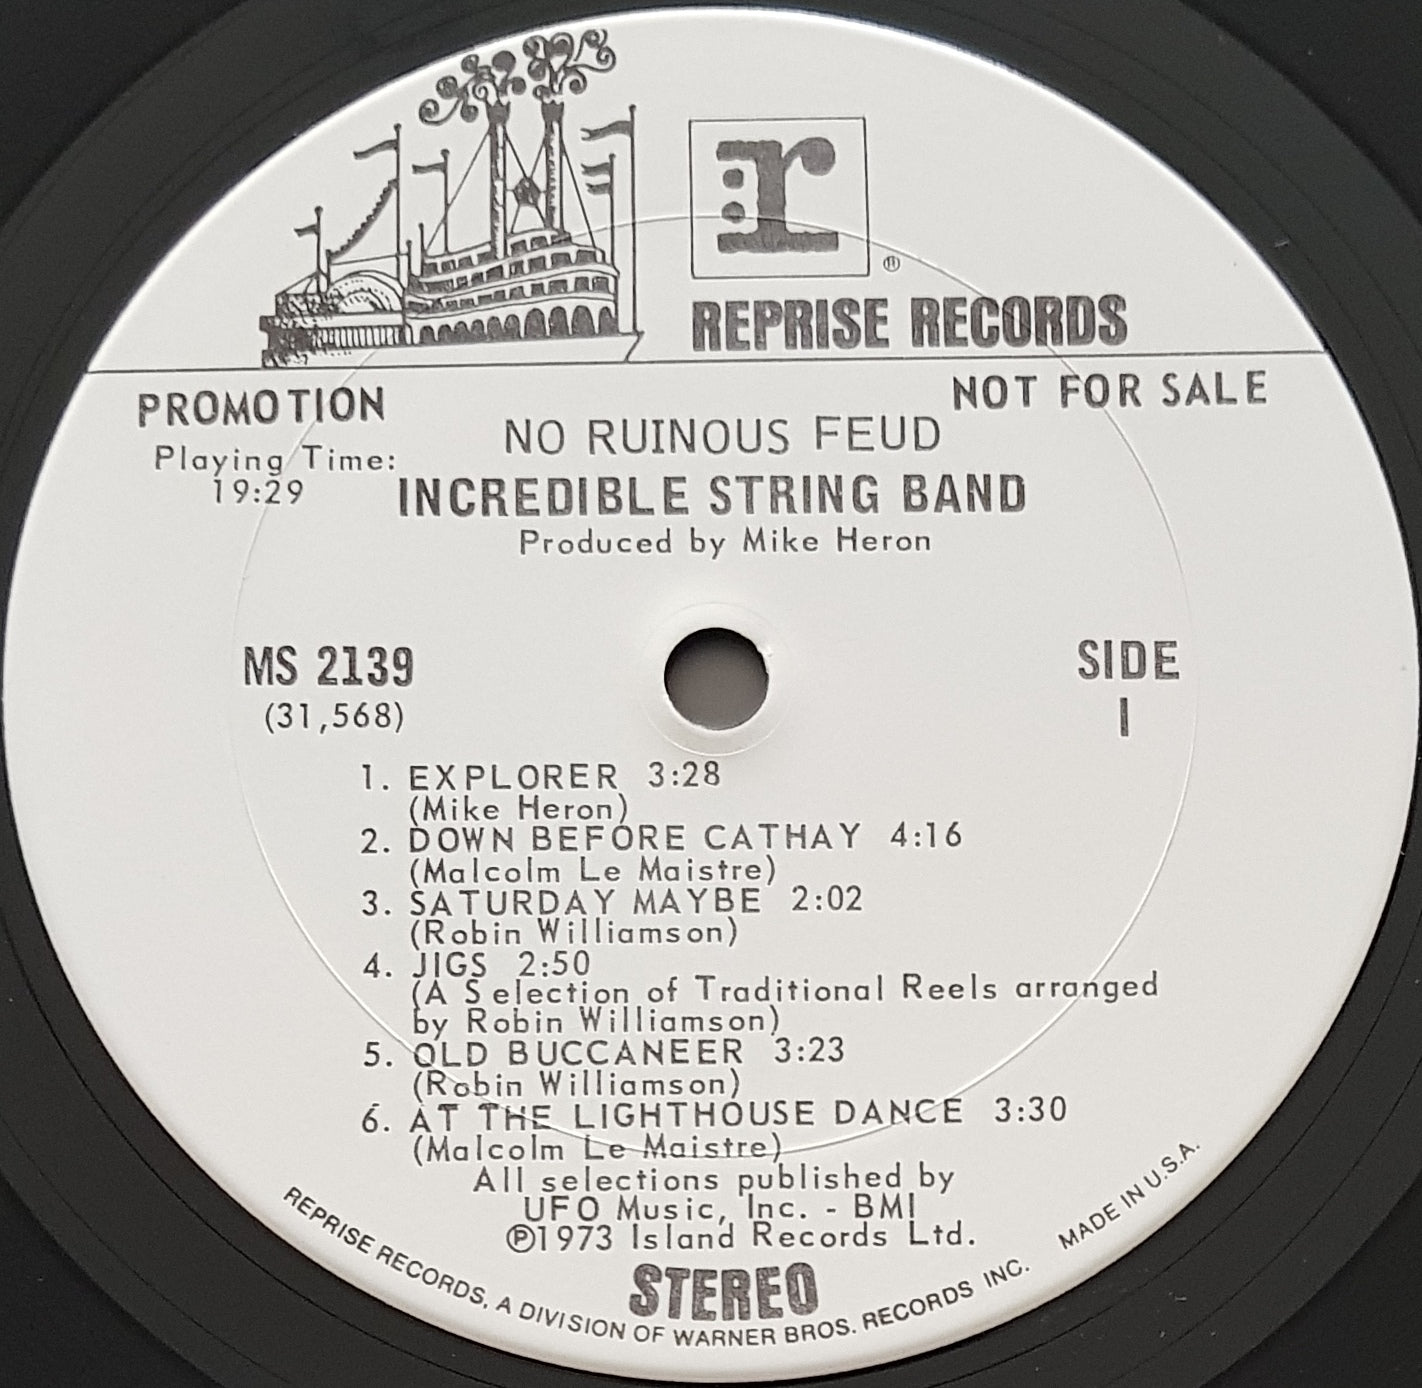 r
®
REPRISE RECORDS
PROMOTION
NOT FOR SALE
Playing Time:
19:29
NO RUINOUS FEUD
INCREDIBLE STRING BAND
Produced by Mike Heron
MS 2139
(31,568)
SIDE
1
1. EXPLORER 3:28
(Mike Heron)
2. DOWN BEFORE CATHAY 4:16
(Malcolm Le Maistre)
3. SATURDAY MAYBE 2:02
(Robin Williamson)
4. JIGS 2:50
(A Selection of Traditional Reels arranged
by Robin Williamson)
5. OLD BUCCANEER 3:23
(Robin Williamson)
6. AT THE LIGHTHOUSE DANCE 3:30
(Malcolm Le Maistre)
All selections published by
UFO Music, Inc. - BMI
℗1973 Island Records Ltd.
STEREO
REPRISE RECORDS, A DIVISION OF WARNER BROS. RECORDS INC. MADE IN U.S.A.